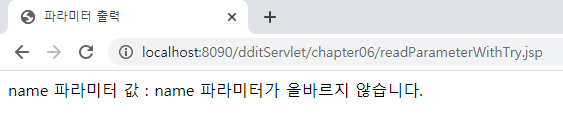 파라미터 출력
localhost:8090/dditServlet/chapter06/readParameterWithTry.jsp
name 파라미터 값 : name 파라미터가 올바르지 않습니다.